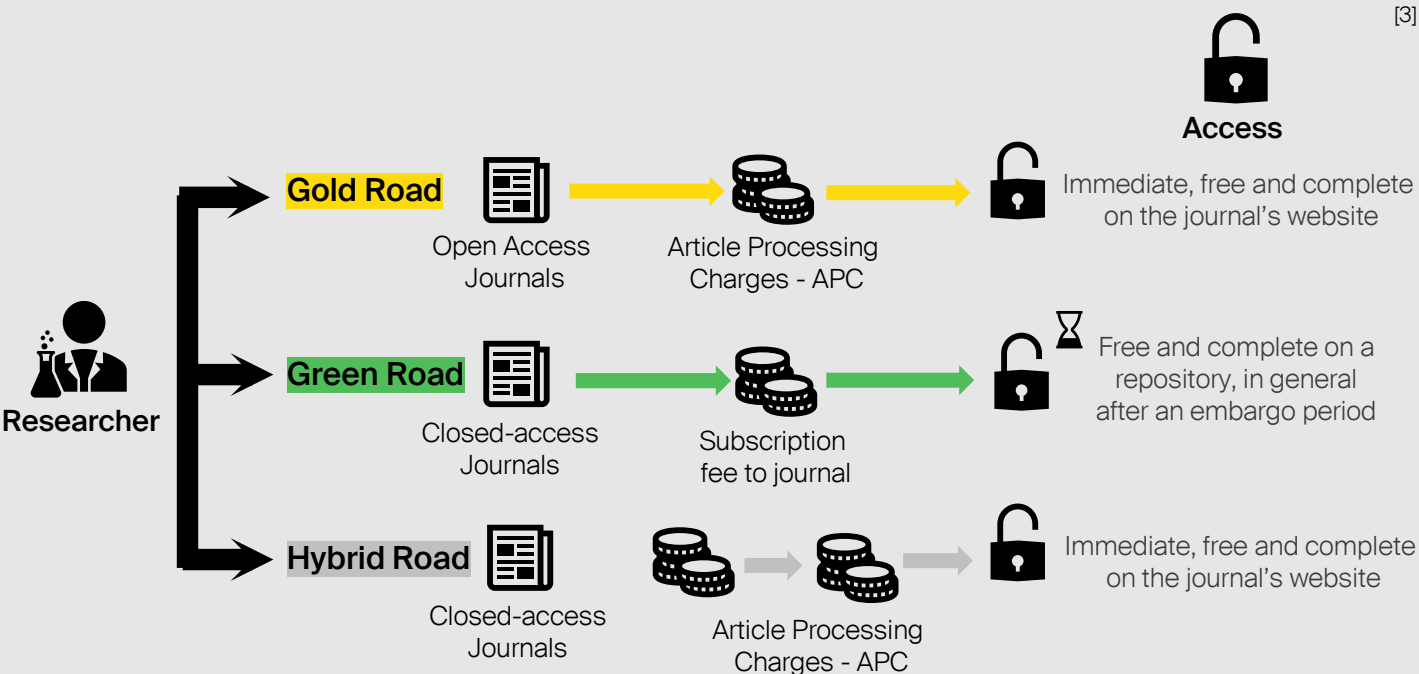 [3]
Access
Gold Road
Open Access
Journals
Article Processing
Charges - APC
Immediate, free and complete
on the journal's website
Researcher
Green Road
Closed-access
Journals
Subscription
fee to journal
Free and complete on a
repository, in general
after an embargo period
Hybrid Road
Closed-access
Journals
Article Processing
Charges - APC
Immediate, free and complete
on the journal's website